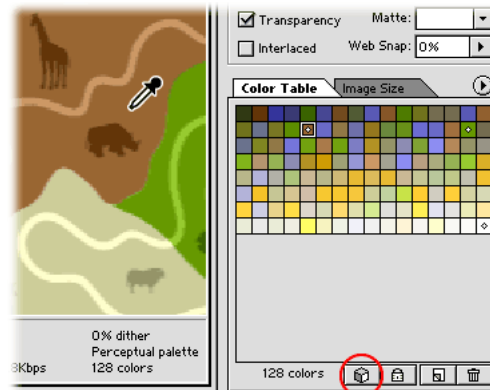 Transparency Matte:
Interlaced Web Snap: 0%
Color Table Image Size
0% dither
Perceptual palette
Kbps 128 colors
128 colors